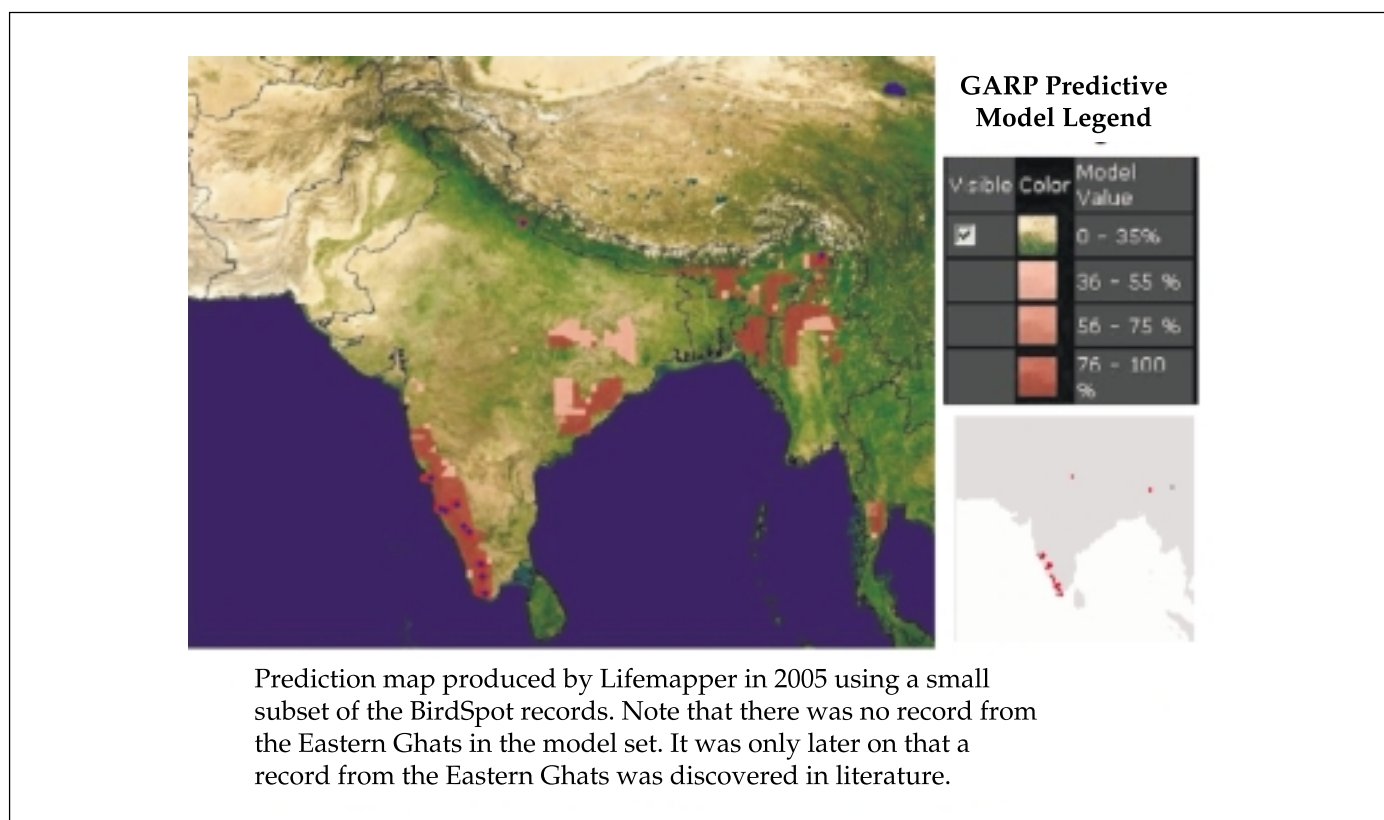 GARP Predictive
Model Legend
Visible Color Model
Value
0 - 35%
36 - 55 %
56 - 75 %
76 - 100
%
Prediction map produced by Lifemapper in 2005 using a small
subset of the BirdSpot records. Note that there was no record from
the Eastern Ghats in the model set. It was only later on that a
record from the Eastern Ghats was discovered in literature.